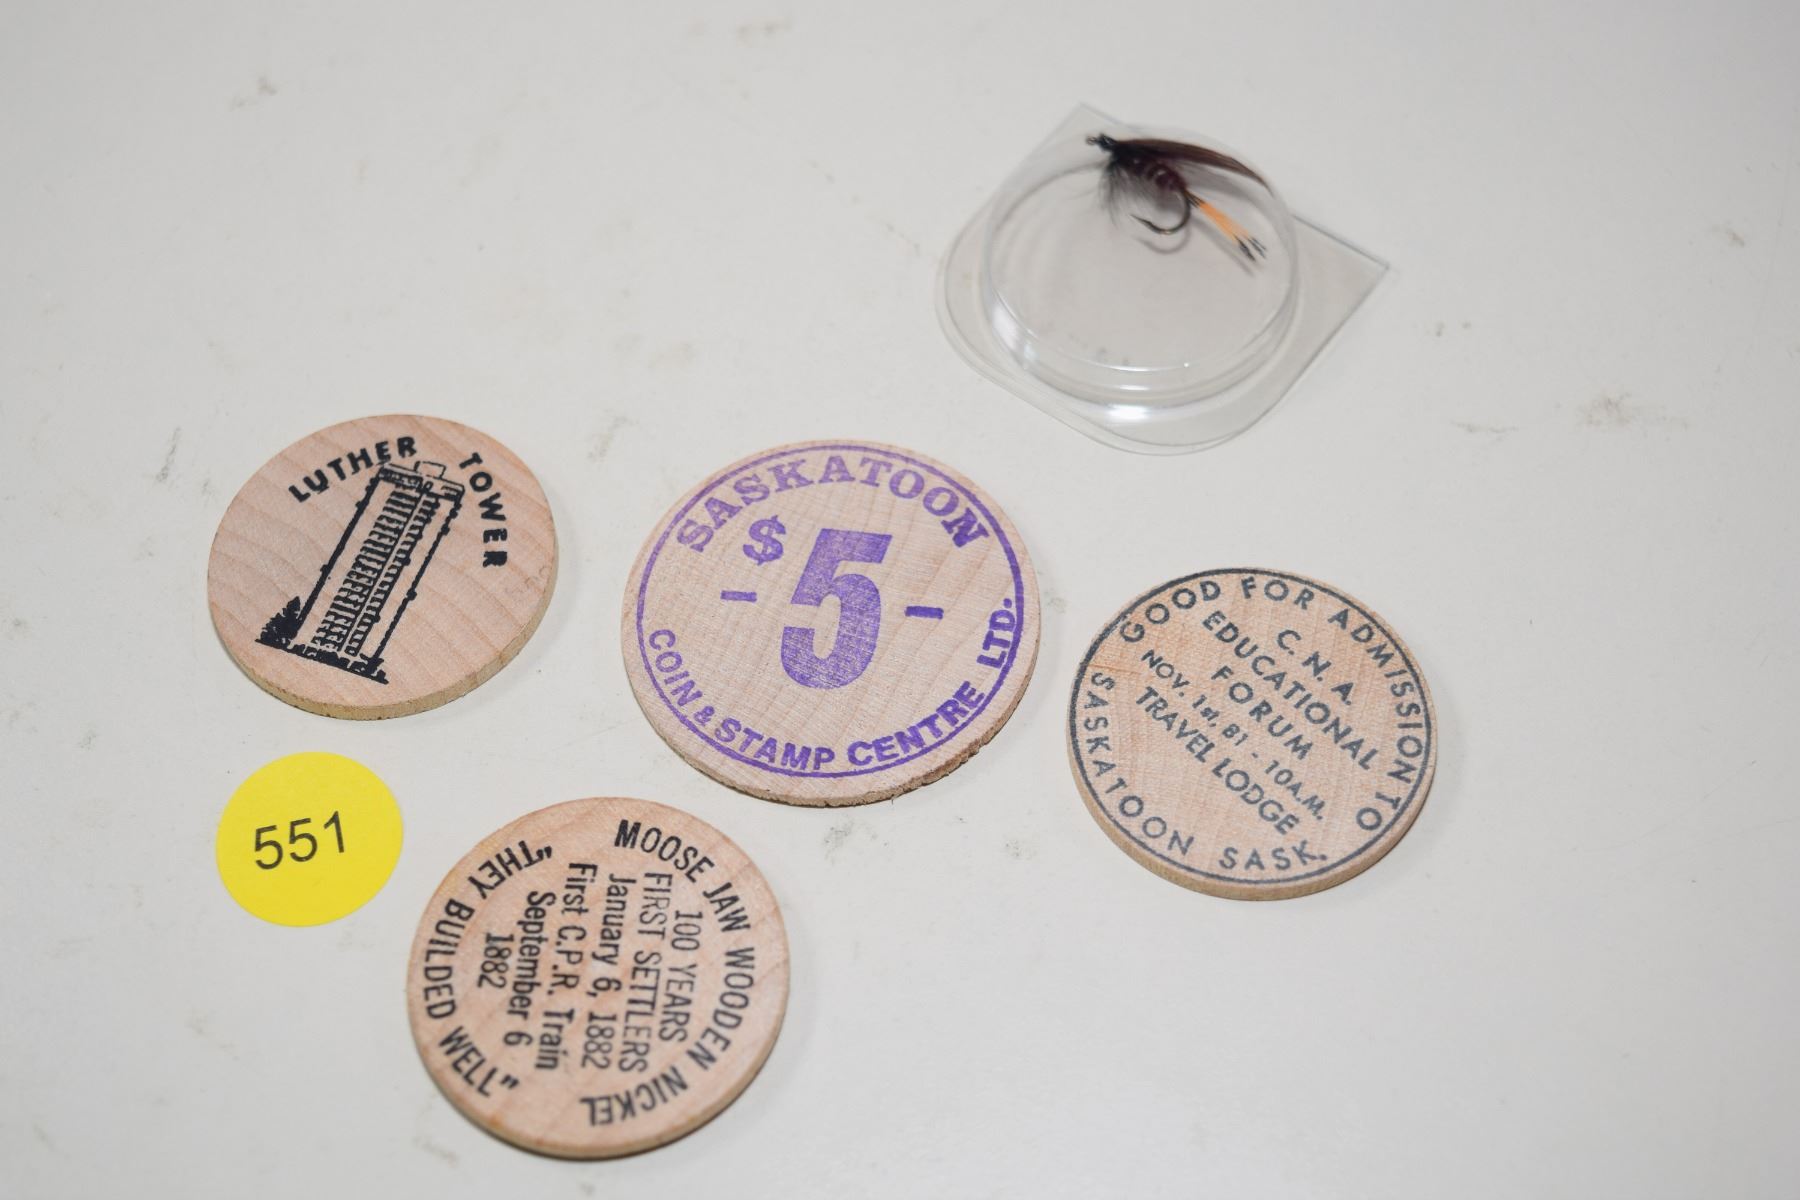 LUTHER TOWER
SASKATOON
$
- 5 -
COIN & STAMP CENTRE LTD.
GOOD FOR ADMISSION TO
C. N. A.
EDUCATIONAL
FORUM
NOV. 1st, 81 - 10 A.M.
TRAVEL LODGE
SASKATOON SASK.
551
MOOSE JAW WOODEN NICKEL
100 YEARS
FIRST SETTLERS
January 6, 1882
First C.P.R. Train
September 6
1882
"THEY BUILDED WELL"